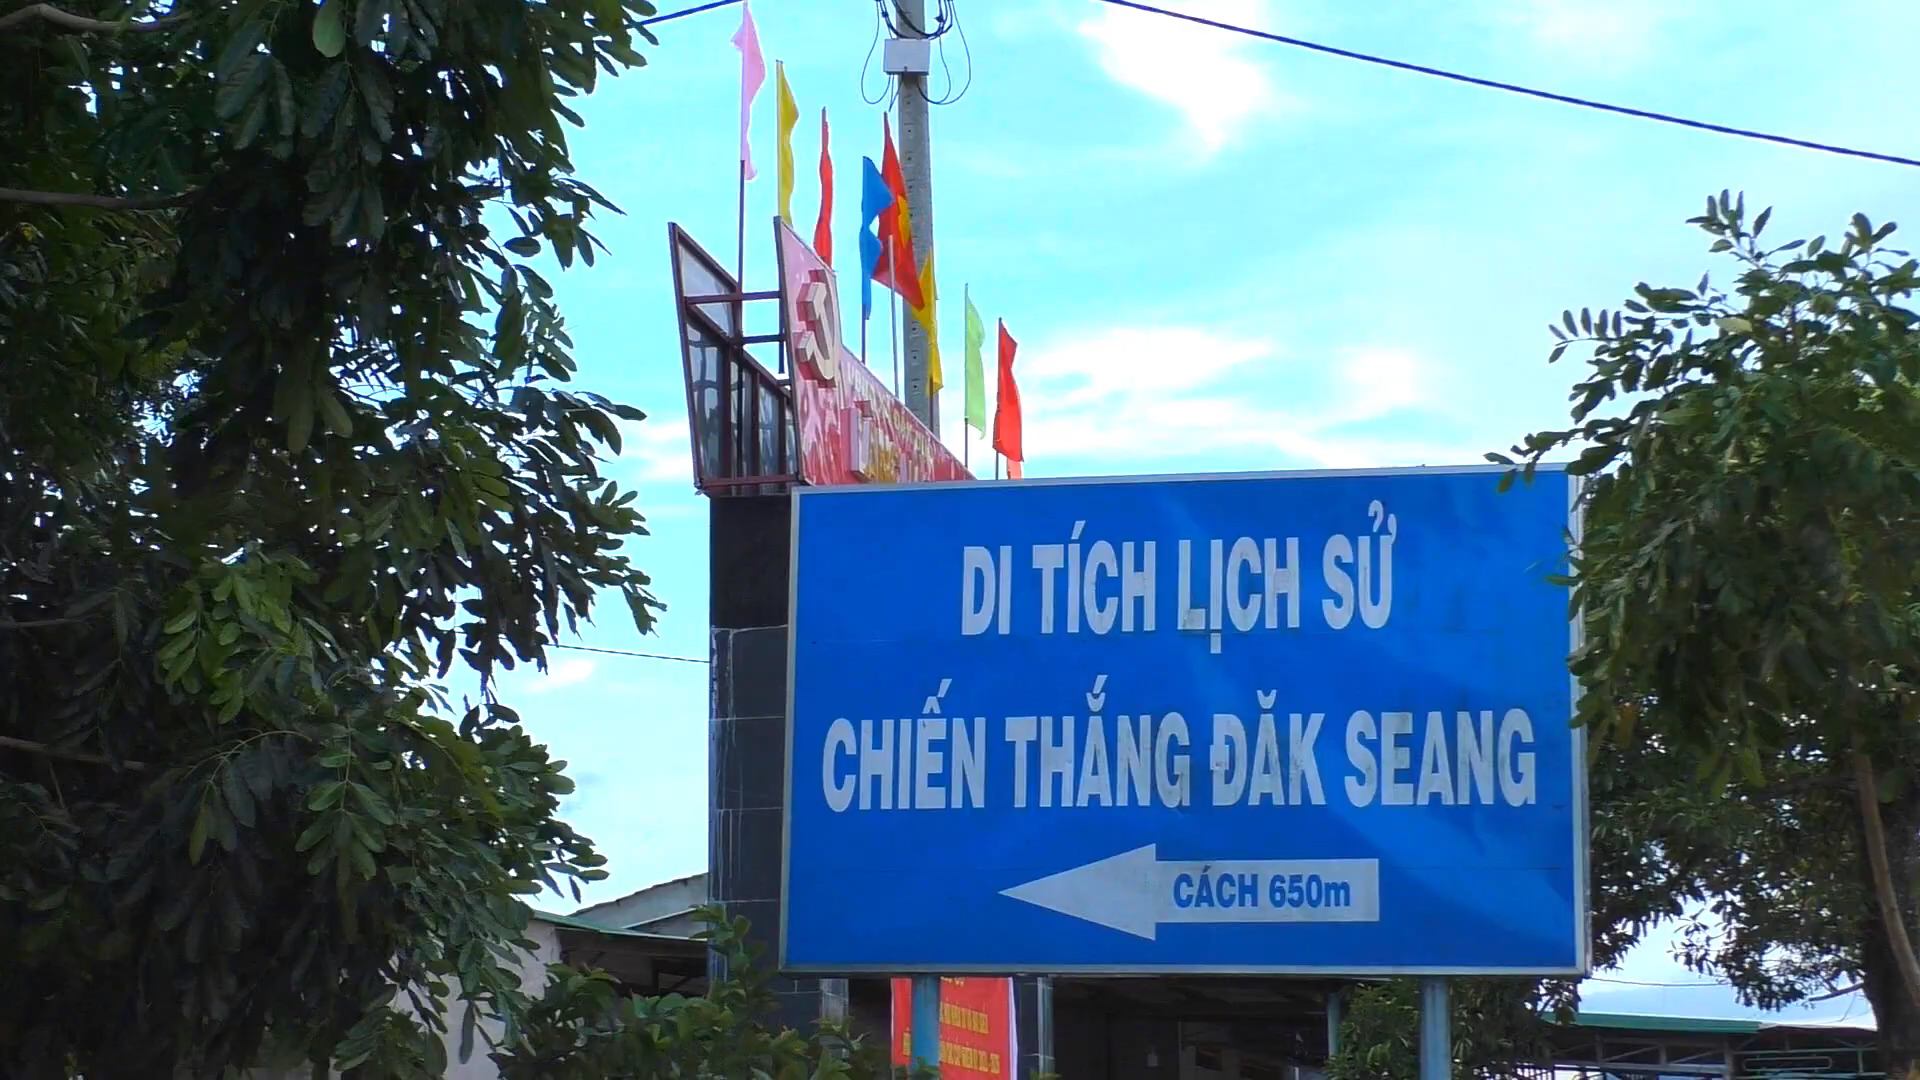 DI TÍCH LỊCH SỬ
CHIẾN THẮNG ĐĂK SEANG
CÁCH 650m